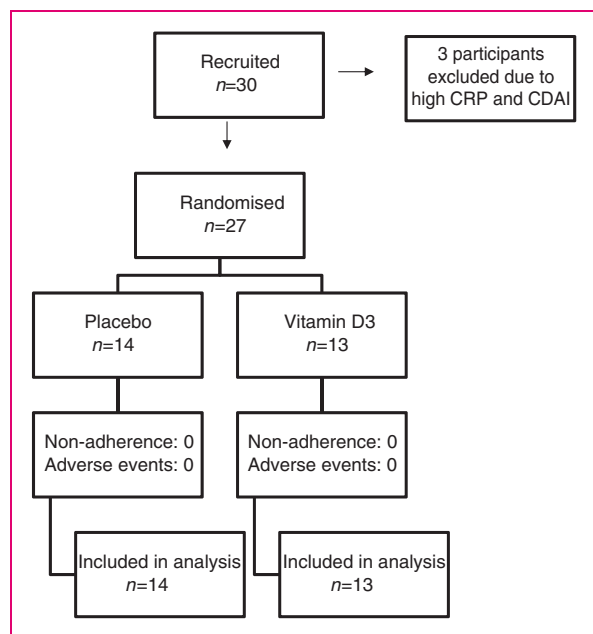 Recruited
n=30
3 participants
excluded due to
high CRP and CDAI
Randomised
n=27
Placebo
n=14
Vitamin D3
n=13
Non-adherence: 0
Adverse events: 0
Non-adherence: 0
Adverse events: 0
Included in analysis
n=14
Included in analysis
n=13